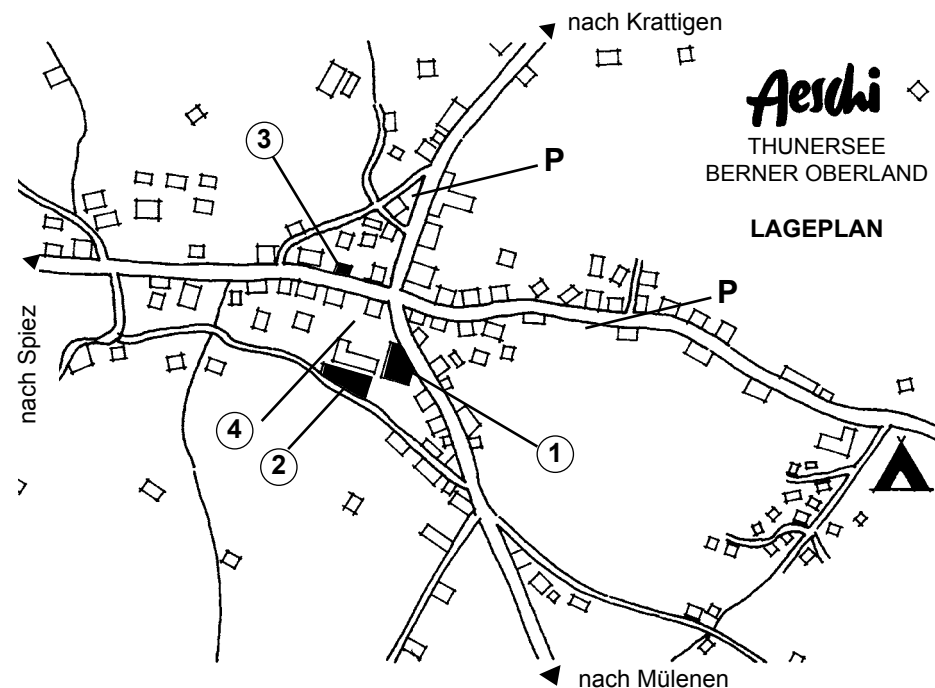 nach Krattigen
Aeschi
THUNERSEE
BERNER OBERLAND
LAGEPLAN
3
P
P
nach Spiez
4
2
1
nach Mülenen